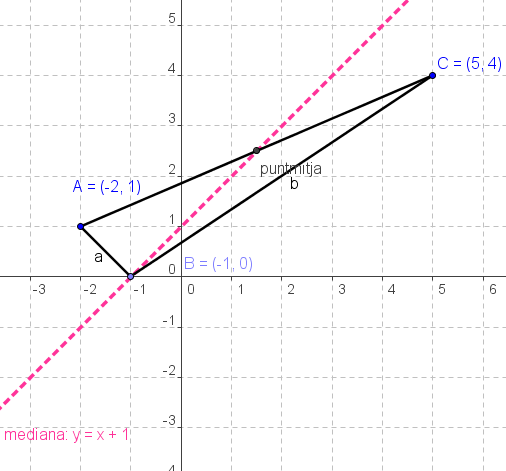 5
4
C = (5, 4)
3
puntmitja
2
b
A = (-2, 1)
1
a
0
B = (-1, 0)
-3 -2 -1 0 1 2 3 4 5 6
-1
-2
-3
mediana: y = x + 1
-4